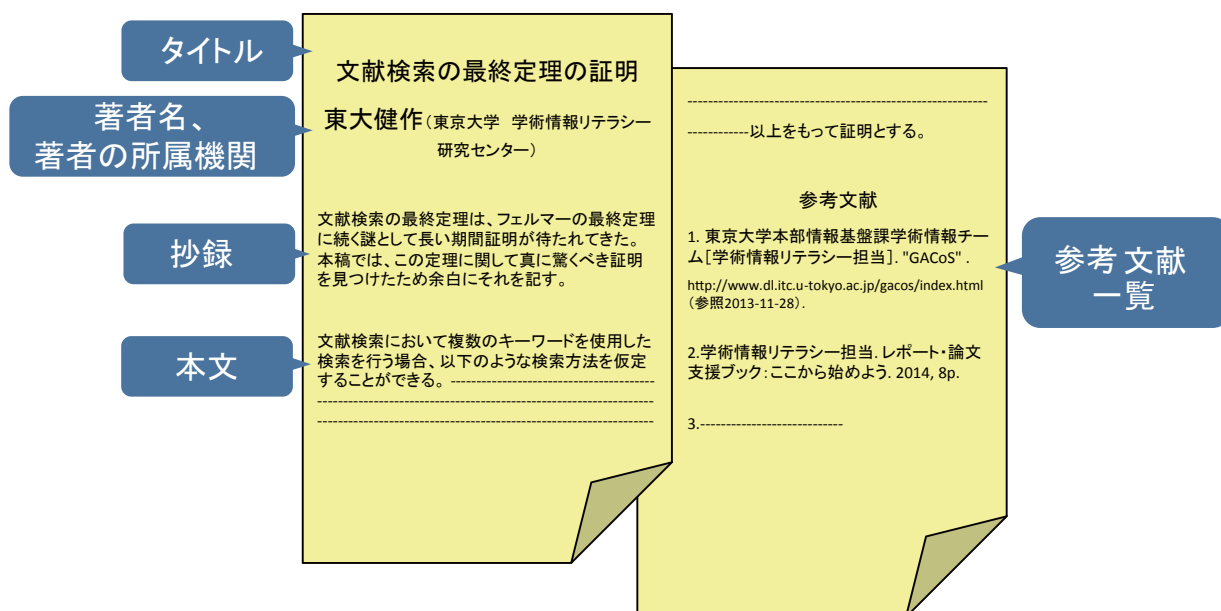 タイトル
文献検索の最終定理の証明
著者名、
著者の所属機関
東大健作(東京大学 学術情報リテラシー
研究センター)
抄録
文献検索の最終定理は、フェルマーの最終定理
に続く謎として長い期間証明が待たれてきた。
本稿では、この定理に関して真に驚くべき証明
を見つけたため余白にそれを記す。
本文
文献検索において複数のキーワードを使用した
検索を行う場合、以下のような検索方法を仮定
することができる。----------------------------------------
------------------------------------------------------------------
------------------------------------------------------------------
-----------------------------------------------------------
------------以上をもって証明とする。
参考文献
1. 東京大学本部情報基盤課学術情報チー
ム[学術情報リテラシー担当]. "GACoS" .
http://www.dl.itc.u-tokyo.ac.jp/gacos/index.html
(参照2013-11-28).
2.学術情報リテラシー担当. レポート・論文
支援ブック:ここから始めよう. 2014, 8p.
3.----------------------------
参考文献
一覧